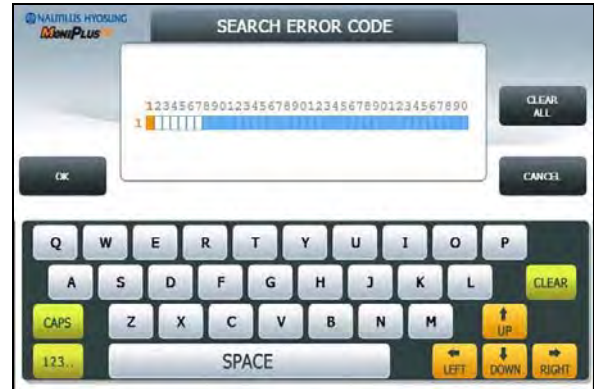 NAUTILUS HYOSUNG
MoniPlus
SEARCH ERROR CODE
1234567890123456789012345678901234567890
1
CLEAR ALL
OK
CANCEL
Q W E R T Y U I O P
A S D F G H J K L CLEAR
CAPS Z X C V B N M UP
123.. SPACE LEFT DOWN RIGHT